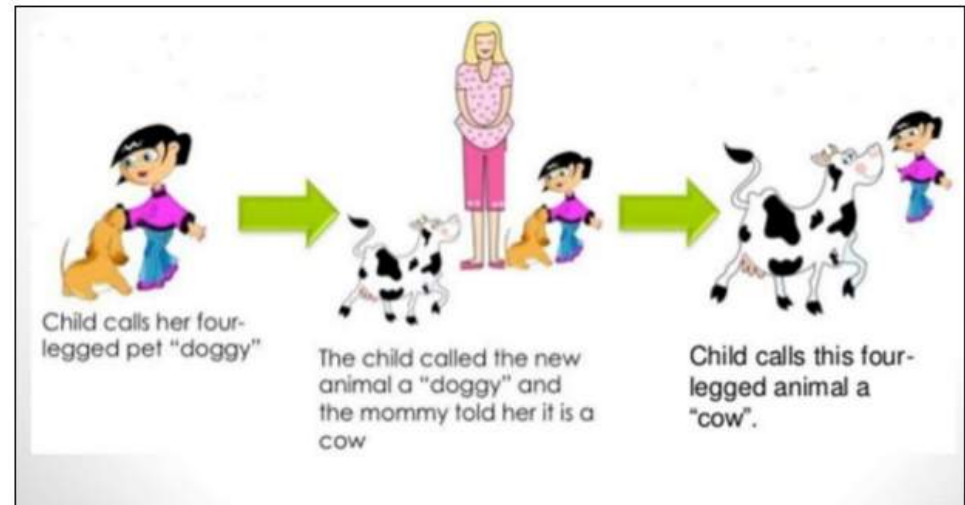 Child calls her four-
legged pet “doggy”
The child called the new
animal a “doggy” and
the mommy told her it is a
cow
Child calls this four-
legged animal a
“cow”.